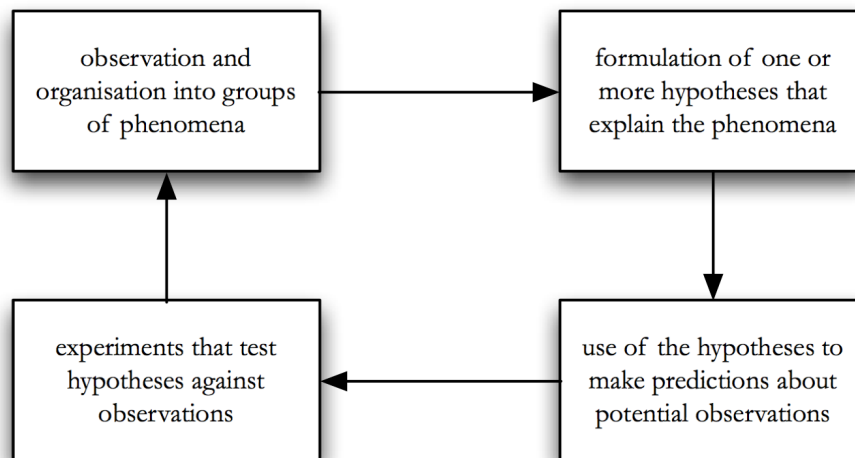 observation and
organisation into groups
of phenomena
formulation of one or
more hypotheses that
explain the phenomena
use of the hypotheses to
make predictions about
potential observations
experiments that test
hypotheses against
observations